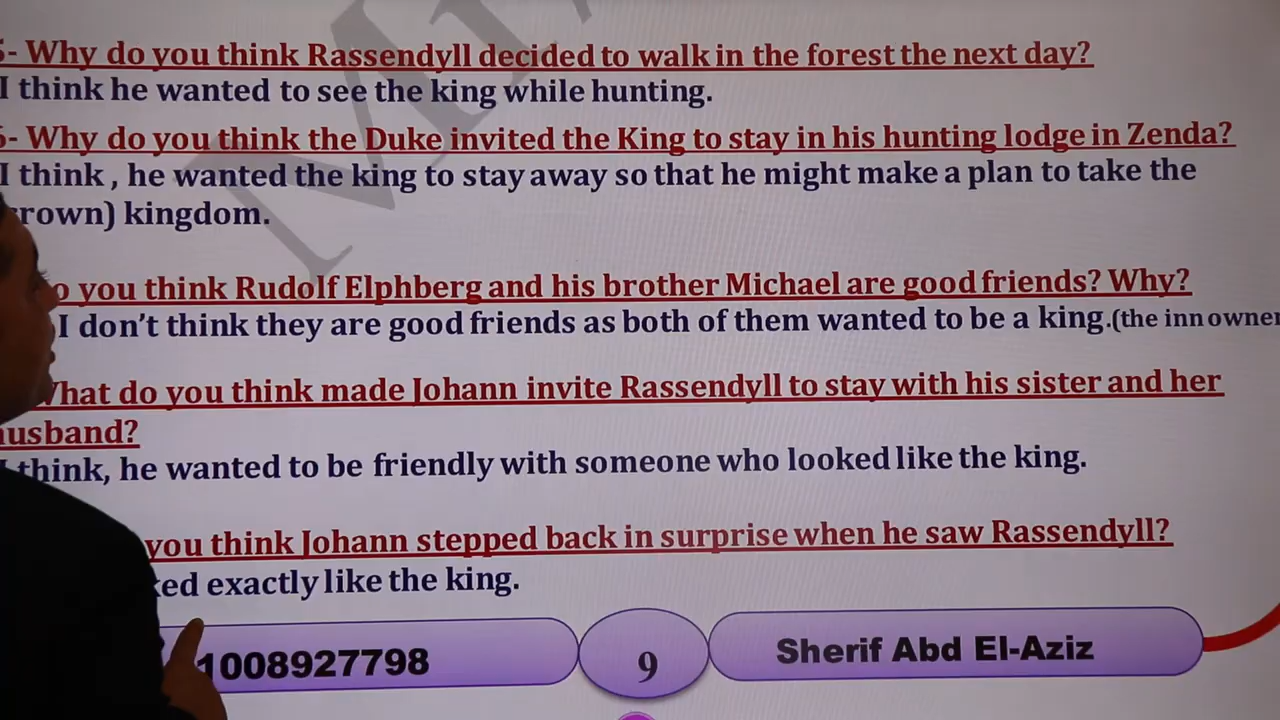 - Why do you think Rassendyll decided to walk in the forest the next day?
I think he wanted to see the king while hunting.
- Why do you think the Duke invited the King to stay in his hunting lodge in Zenda?
I think , he wanted the king to stay away so that he might make a plan to take the
crown) kingdom.
you think Rudolf Elphberg and his brother Michael are good friends? Why?
I don't think they are good friends as both of them wanted to be a king.(the inn owner
What do you think made Johann invite Rassendyll to stay with his sister and her
husband?
I think, he wanted to be friendly with someone who looked like the king.
you think Johann stepped back in surprise when he saw Rassendyll?
exactly like the king.
1008927798
9
Sherif Abd El-Aziz